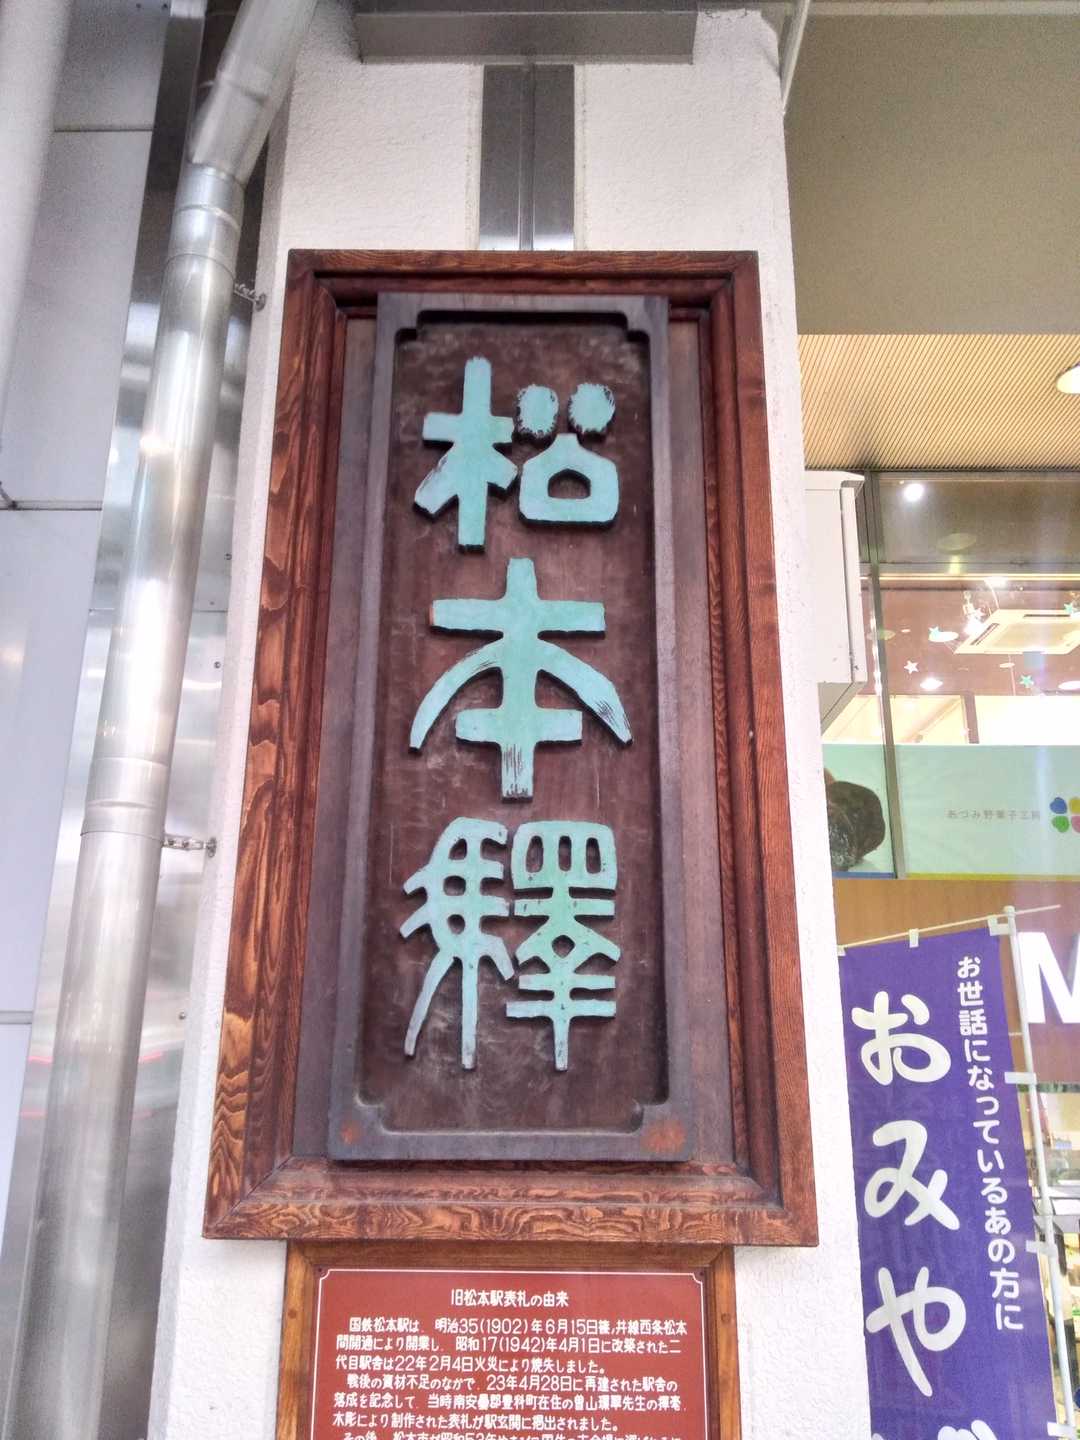 松本驛
旧松本駅表札の由来
国鉄松本駅は、明治35(1902)年6月15日篠ノ井線西条松本
間開通により開業し、昭和17(1942)年4月1日に改築された二
代目駅舎は22年2月4日火災により焼失しました。
戦後の資材不足のなかで、23年4月28日に再建された駅舎の
落成を記念して、当時南安曇郡豊科町在住の曽山環翠先生の揮毫、
木彫により制作された表札が駅玄関に掲出されました。
あづみ野菓子工房
お世話になっているあの方に
おみや